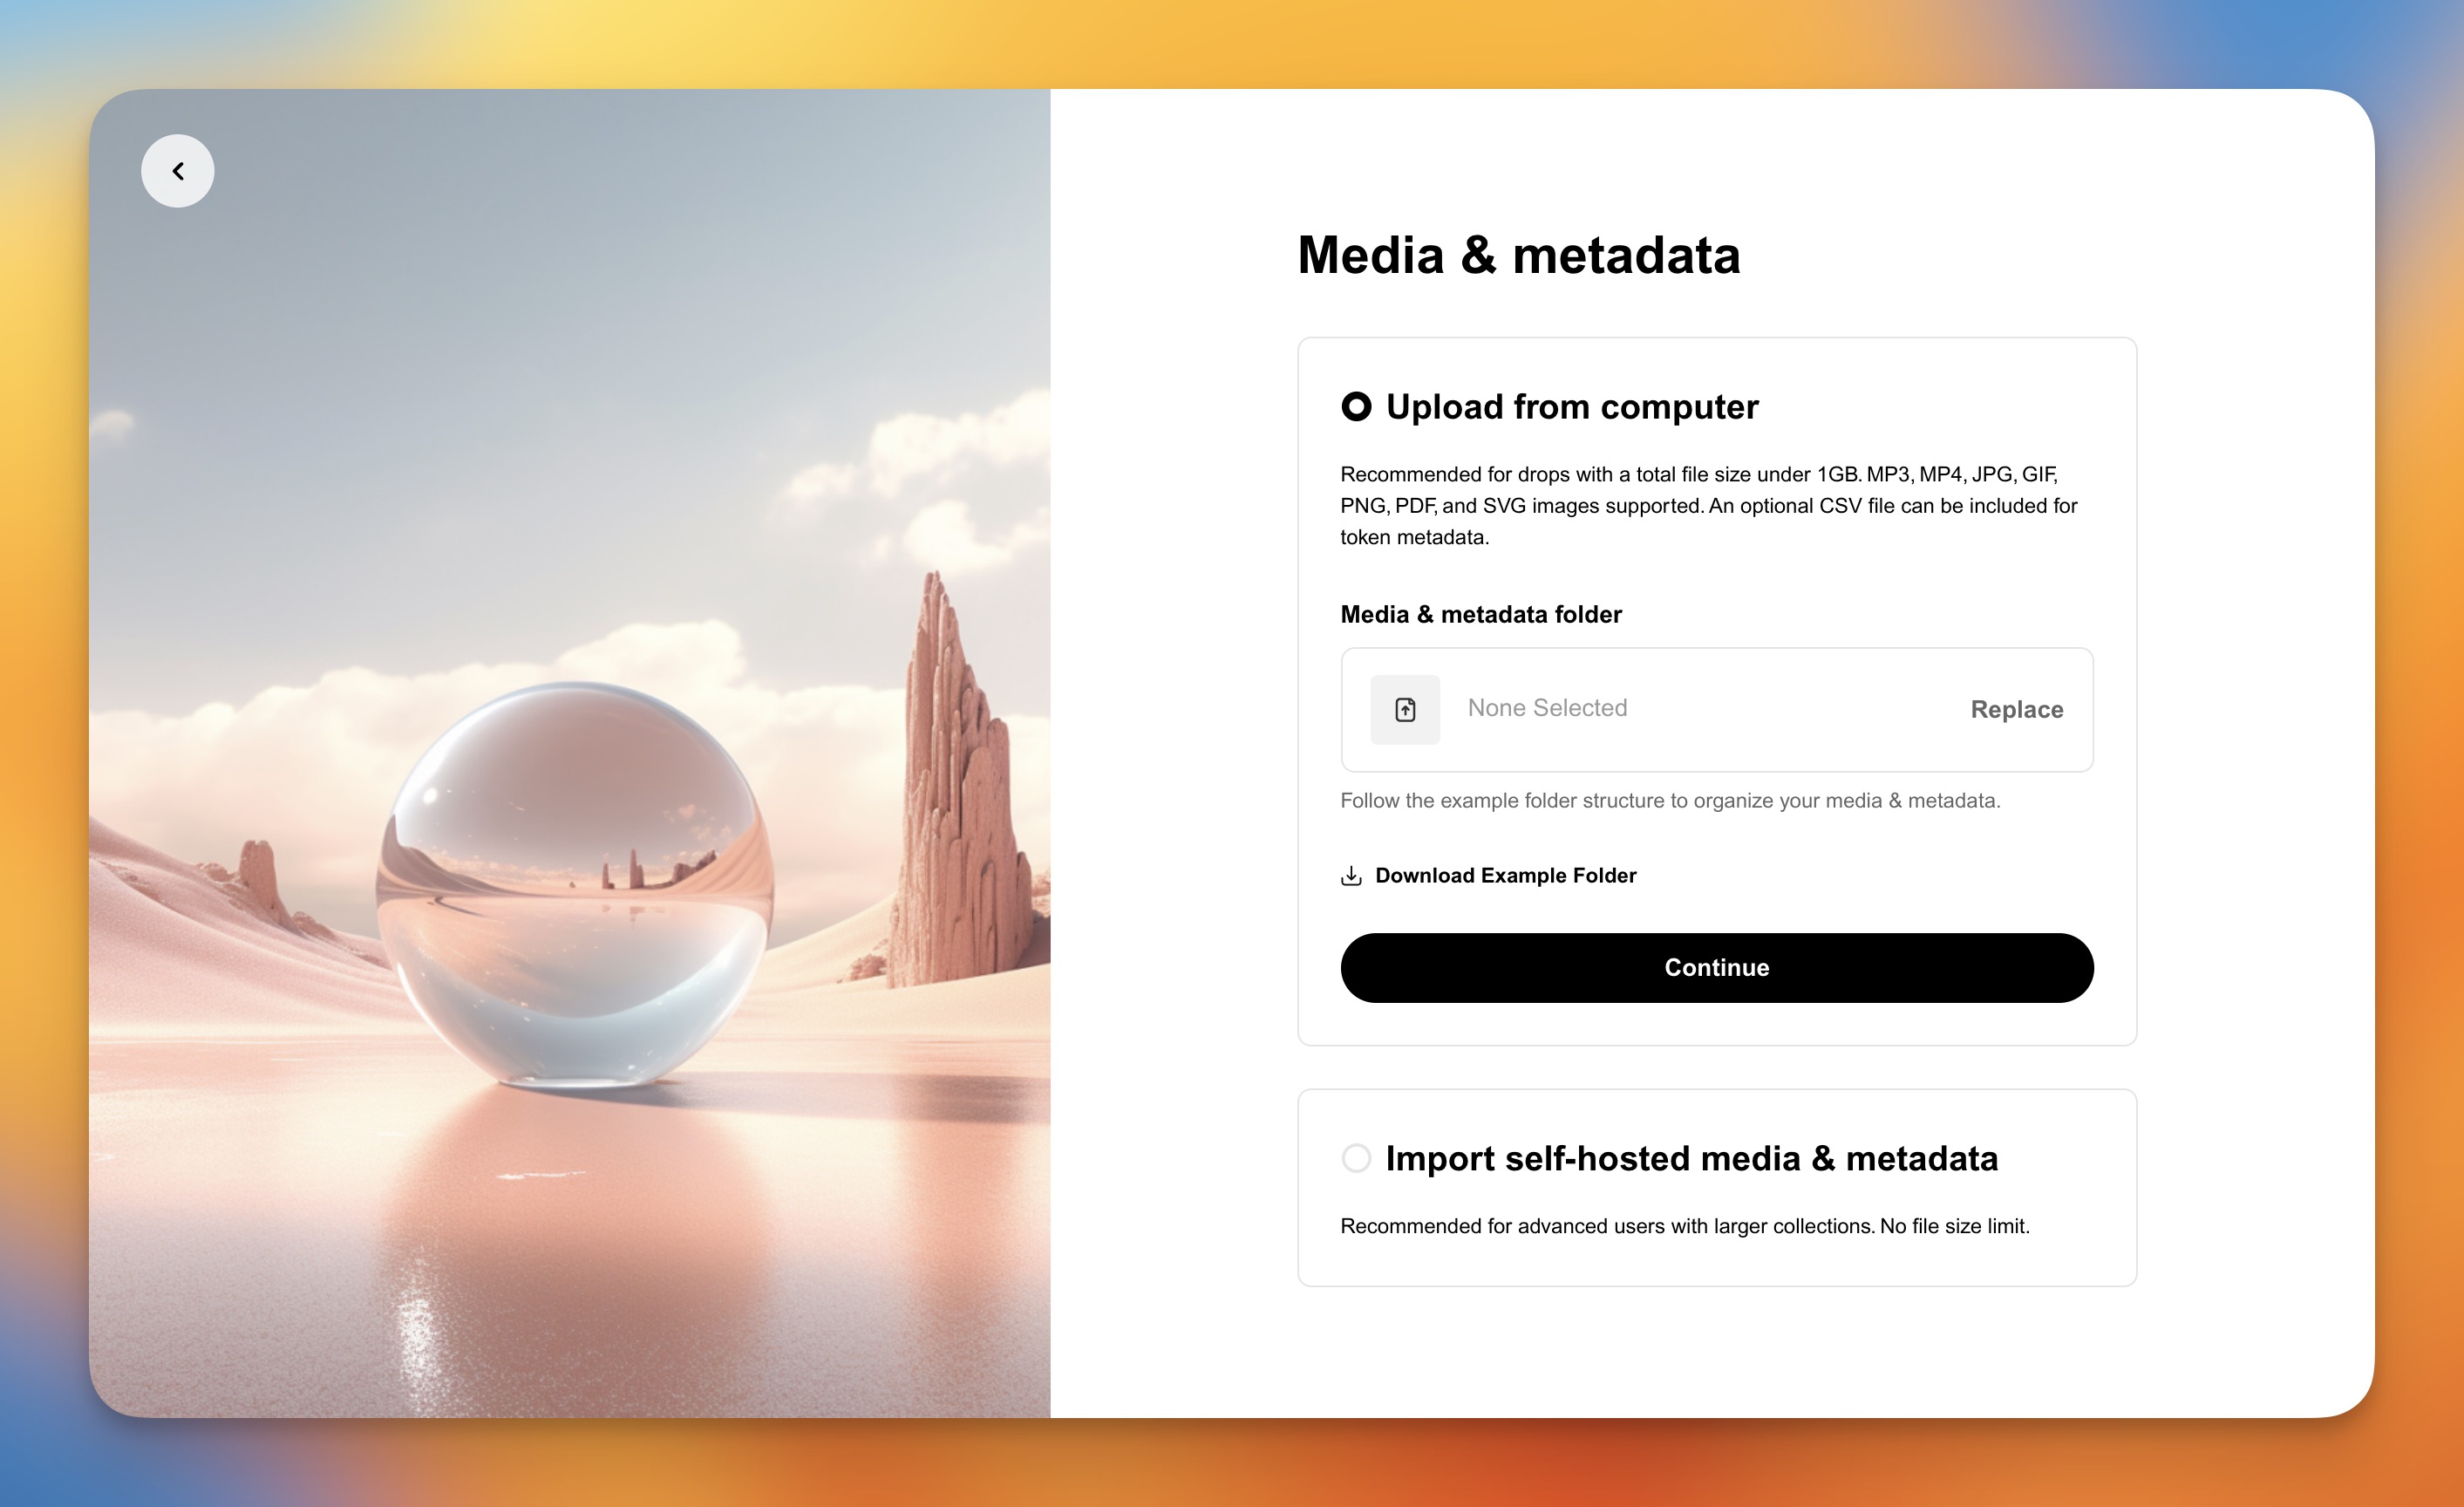 Media & metadata
Upload from computer
Recommended for drops with a total file size under 1GB. MP3, MP4, JPG, GIF,
PNG, PDF, and SVG images supported. An optional CSV file can be included for
token metadata.
Media & metadata folder
None Selected
Replace
Follow the example folder structure to organize your media & metadata.
Download Example Folder
Continue
Import self-hosted media & metadata
Recommended for advanced users with larger collections. No file size limit.